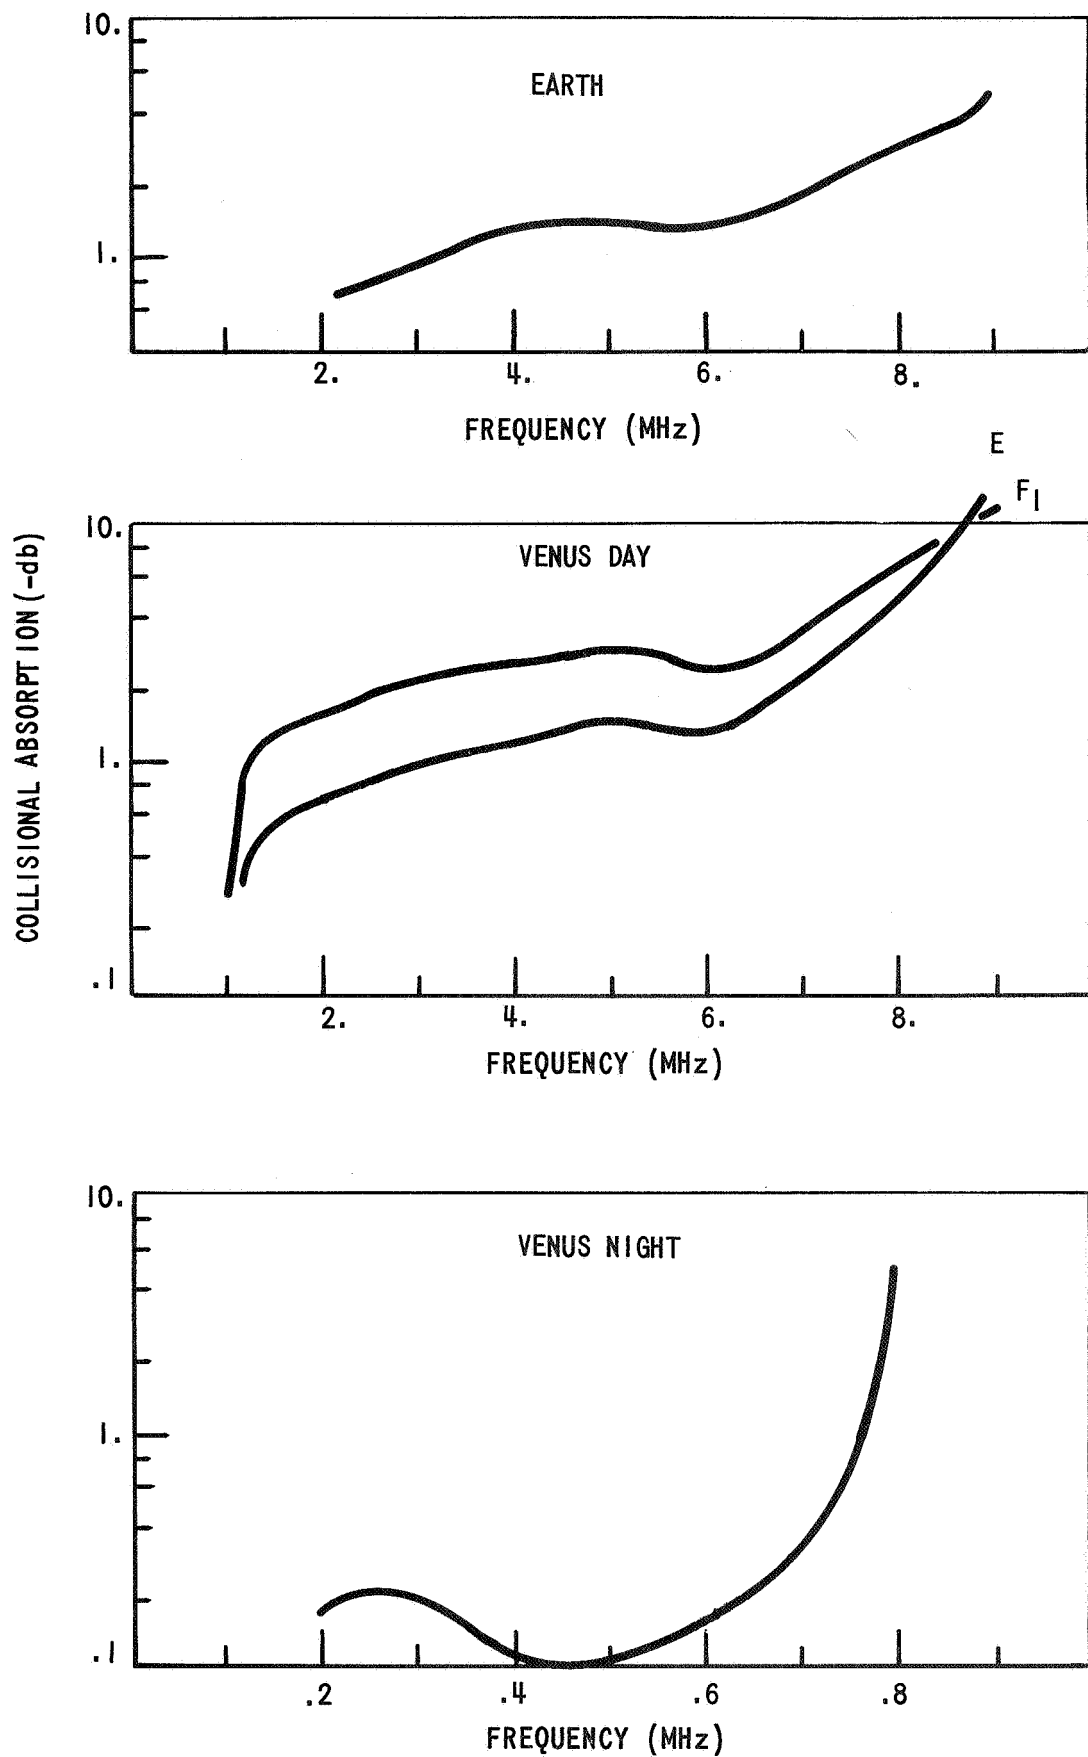 10.
EARTH
1.
2. 4. 6. 8.
FREQUENCY (MHz)
E
F1
10.
VENUS DAY
1.
.1
2. 4. 6. 8.
FREQUENCY (MHz)
COLLISIONAL ABSORPTION (-db)
10.
VENUS NIGHT
1.
.1
.2 .4 .6 .8
FREQUENCY (MHz)